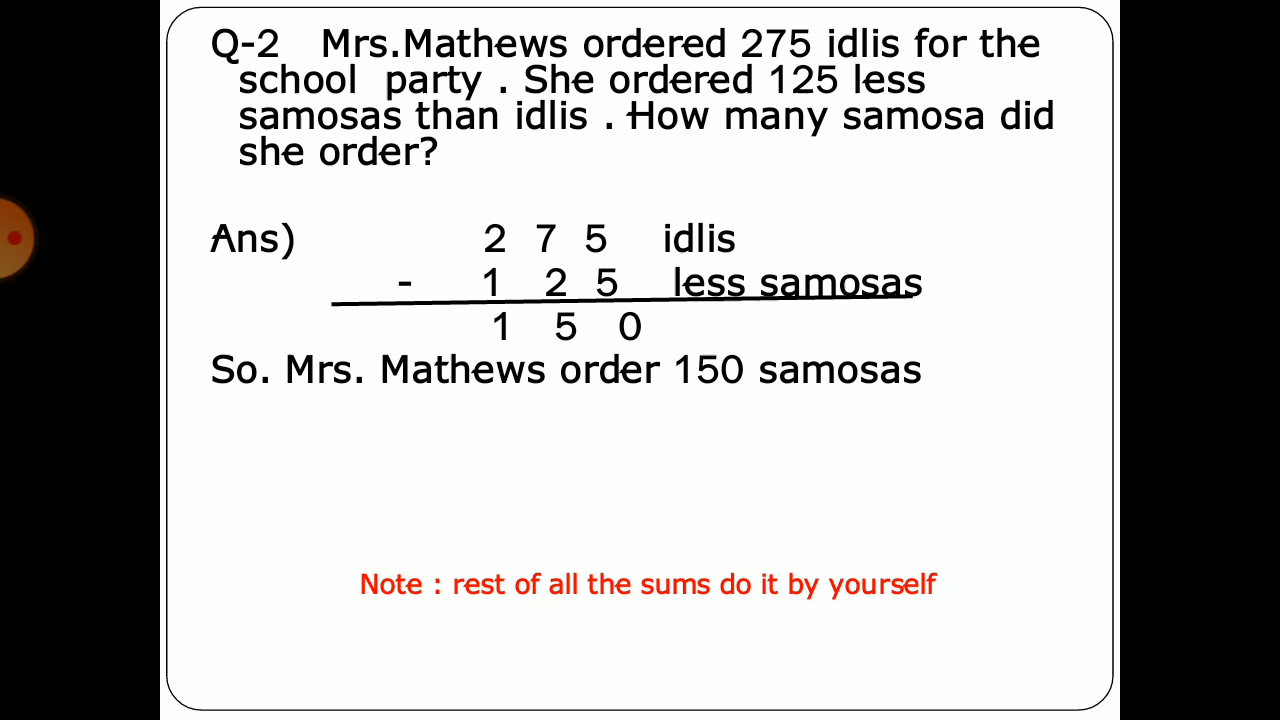 Q-2 Mrs.Mathews ordered 275 idlis for the
school party . She ordered 125 less
samosas than idlis . How many samosa did
she order?
Ans) 2 7 5 idlis
- 1 2 5 less samosas
1 5 0
So. Mrs. Mathews order 150 samosas
Note : rest of all the sums do it by yourself